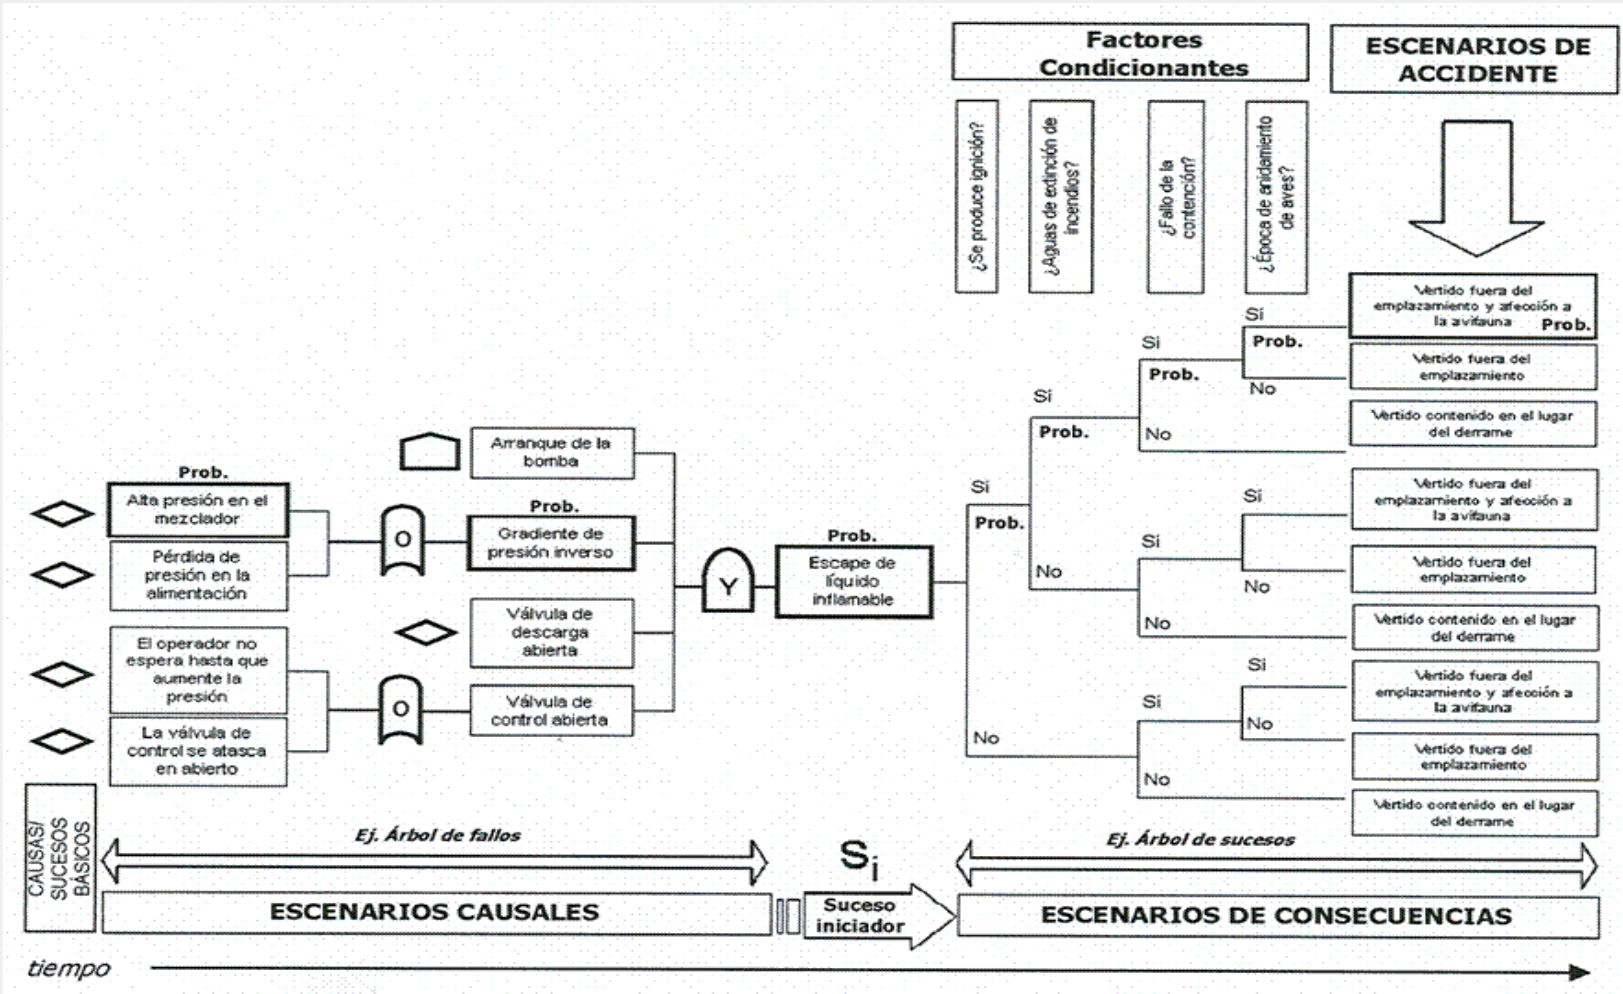 Factores
Condicionantes
ESCENARIOS DE
ACCIDENTE
¿Se produce ignición?
¿Aguas de extinción de
incendios?
¿Fallo de la
contención?
¿Época de anidamiento
de aves?
Vertido fuera del
emplazamiento y afección a
la avifauna Prob.
Vertido fuera del
emplazamiento
Vertido contenido en el lugar
del derrame
Vertido fuera del
emplazamiento y afección a
la avifauna
Vertido fuera del
emplazamiento
Vertido contenido en el lugar
del derrame
Vertido fuera del
emplazamiento y afección a
la avifauna
Vertido fuera del
emplazamiento
Vertido contenido en el lugar
del derrame
Si
Prob.
No
Si
Prob.
No
Sí
Prob.
No
Si
Prob.
No
Si
No
Si
No
Si
No
Si
No
Prob.
Alta presión en el
mezclador
Pérdida de
presión en la
alimentación
El operador no
espera hasta que
aumente la
presión
La válvula de
control se atasca
en abierto
O
O
Arranque de la
bomba
Prob.
Gradiente de
presión inverso
Válvula de
descarga
abierta
Válvula de
control abierta
Y
Prob.
Escape de
líquido
inflamable
CAUSAS/
SUCESOS
BÁSICOS
Ej. Árbol de fallos
Si
Ej. Árbol de sucesos
ESCENARIOS CAUSALES
Suceso
iniciador
ESCENARIOS DE CONSECUENCIAS
tiempo